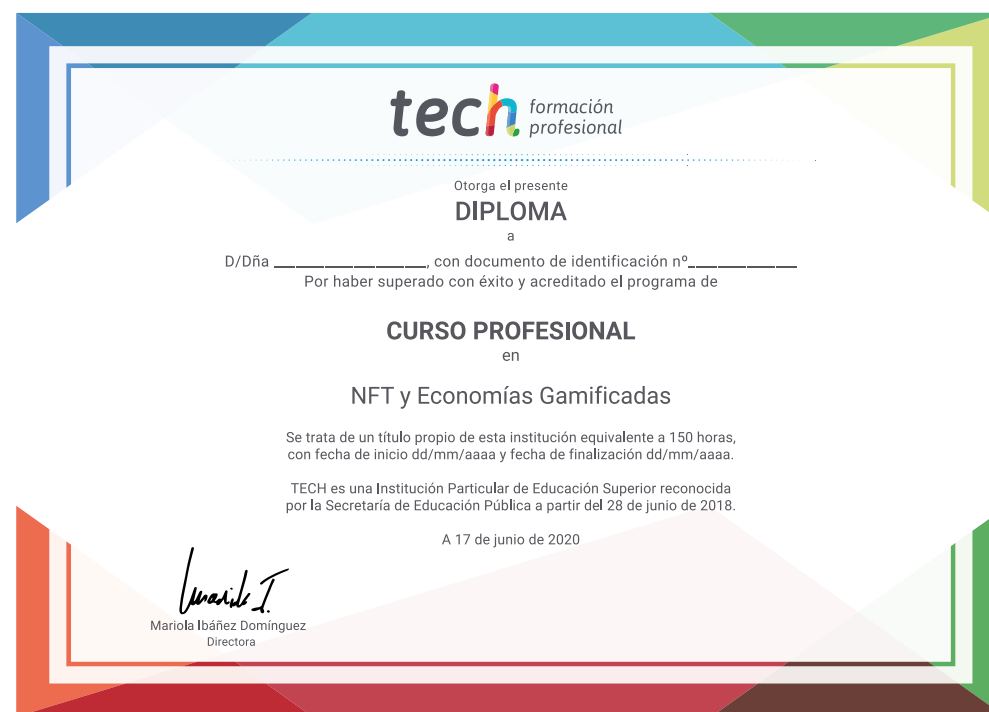 tech formación
profesional
Otorga el presente
DIPLOMA
a
D/Dña ______________, con documento de identificación nº__________
Por haber superado con éxito y acreditado el programa de
CURSO PROFESIONAL
en
NFT y Economías Gamificadas
Se trata de un título propio de esta institución equivalente a 150 horas,
con fecha de inicio dd/mm/aaaa y fecha de finalización dd/mm/aaaa.
TECH es una Institución Particular de Educación Superior reconocida
por la Secretaría de Educación Pública a partir del 28 de junio de 2018.
A 17 de junio de 2020
Mariola Ibáñez Domínguez
Directora